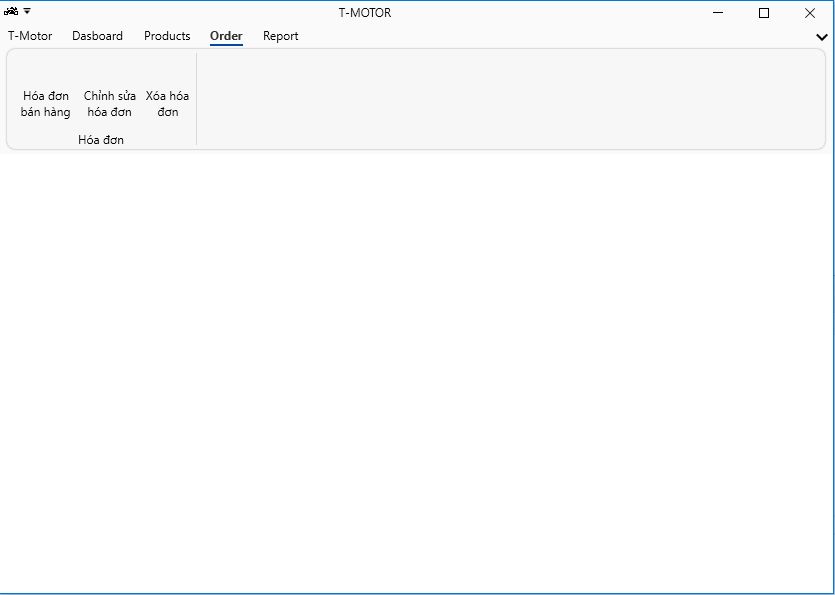 T-MOTOR
T-Motor Dasboard Products Order Report
Hóa đơn bán hàng
Chỉnh sửa hóa đơn
Xóa hóa đơn
Hóa đơn